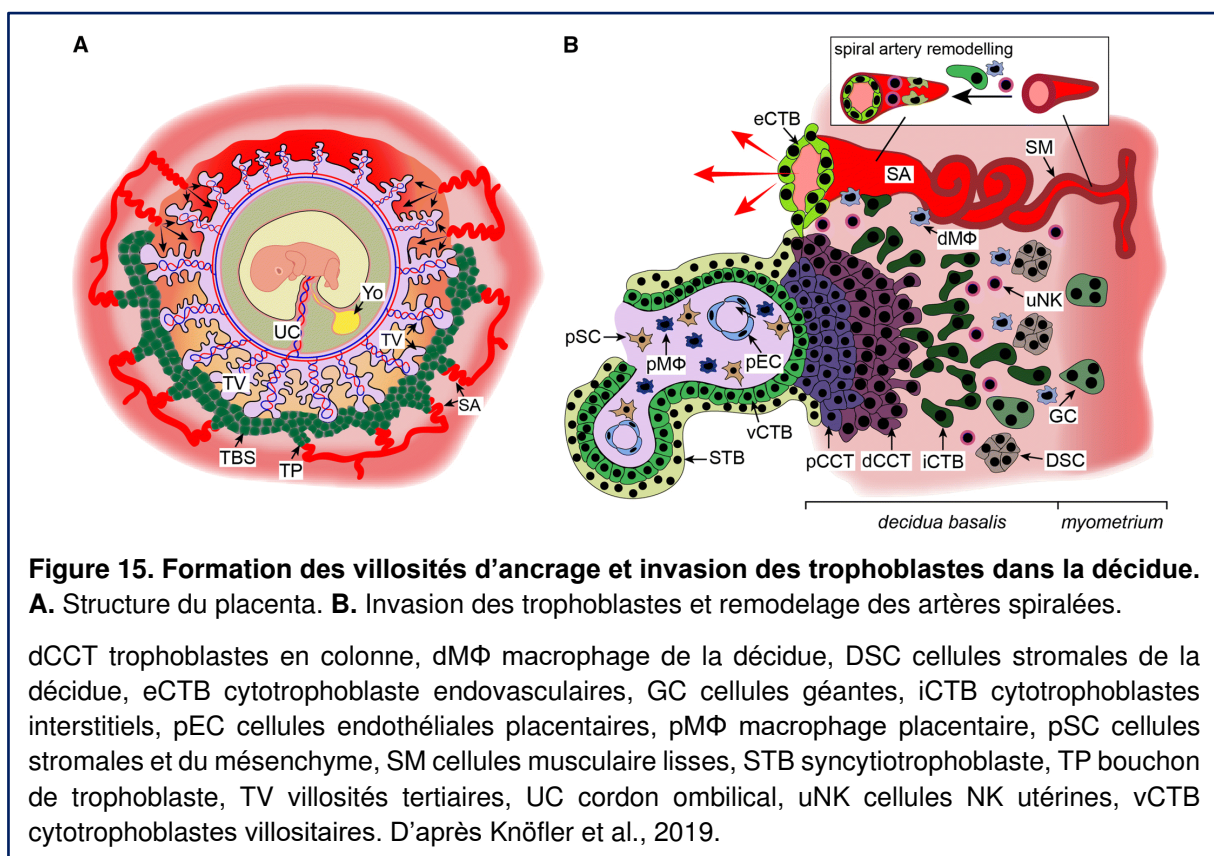 A
B
spiral artery remodelling
eCTB
SM
SA
dMΦ
uNK
Yo
UC
TV
pSC
pMΦ
pEC
TV
SA
GC
vCTB
TBS
TP
STB
pCCT
dCCT
iCTB
DSC
decidua basalis
myometrium
Figure 15. Formation des villosités d’ancrage et invasion des trophoblastes dans la décidue.
A. Structure du placenta. B. Invasion des trophoblastes et remodelage des artères spiralées.
dCCT trophoblastes en colonne, dMΦ macrophage de la décidue, DSC cellules stromales de la
décidue, eCTB cytotrophoblaste endovasculaires, GC cellules géantes, iCTB cytotrophoblastes
interstitiels, pEC cellules endothéliales placentaires, pMΦ macrophage placentaire, pSC cellules
stromales et du mésenchyme, SM cellules musculaire lisses, STB syncytiotrophoblaste, TP bouchon
de trophoblaste, TV villosités tertiaires, UC cordon ombilical, uNK cellules NK utérines, vCTB
cytotrophoblastes villositaires. D’après Knöfler et al., 2019.